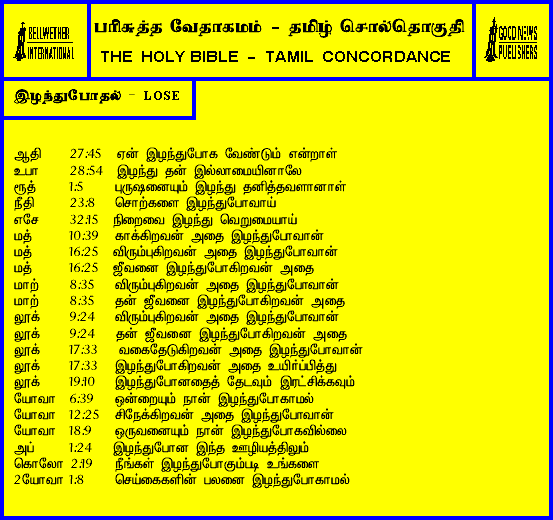 BELLWETHER
INTERNATIONAL
பரிசுத்த வேதாகமம் - தமிழ் சொல்தொகுதி
THE HOLY BIBLE - TAMIL CONCORDANCE
GOOD NEWS
PUBLISHERS
இழந்துபோதல் - LOSE
ஆதி 27:45 ஏன் இழந்துபோக வேண்டும் என்றாள்
உபா 28:54 இழந்து தன் இல்லாமையினாலே
ரூத் 1:5 புருஷனையும் இழந்து தனித்தவளானாள்
நீதி 23:8 சொற்களை இழந்துபோவாய்
எசே 32:15 நிறைவை இழந்து வெறுமையாய்
மத் 10:39 காக்கிறவன் அதை இழந்துபோவான்
மத் 16:25 விரும்புகிறவன் அதை இழந்துபோவான்
மத் 16:25 ஜீவனை இழந்துபோகிறவன் அதை
மாற் 8:35 விரும்புகிறவன் அதை இழந்துபோவான்
மாற் 8:35 தன் ஜீவனை இழந்துபோகிறவன் அதை
லூக் 9:24 விரும்புகிறவன் அதை இழந்துபோவான்
லூக் 9:24 தன் ஜீவனை இழந்துபோகிறவன் அதை
லூக் 17:33 வகைதேடுகிறவன் அதை இழந்துபோவான்
லூக் 17:33 இழந்துபோகிறவன் அதை உயிர்ப்பித்து
லூக் 19:10 இழந்துபோனதைத் தேடவும் இரட்சிக்கவும்
யோவா 6:39 ஒன்றையும் நான் இழந்துபோகாமல்
யோவா 12:25 சிநேக்கிறவன் அதை இழந்துபோவான்
யோவா 18:9 ஒருவனையும் நான் இழந்துபோகவில்லை
அப் 1:24 இழந்துபோன இந்த ஊழியத்திலும்
கொலோ 2:19 நீங்கள் இழந்துபோகும்படி உங்களை
2யோவா 1:8 செய்கைகளின் பலனை இழந்துபோகாமல்